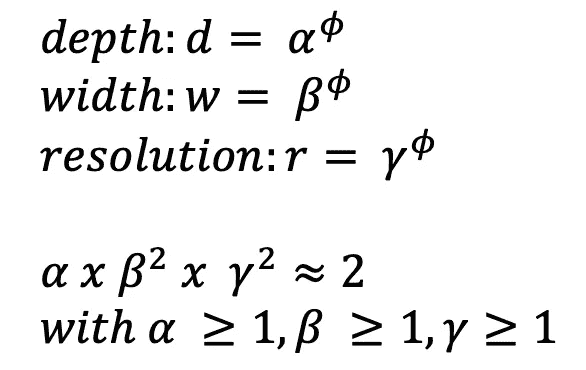 depth: d = α^ϕ
width: w = β^ϕ
resolution: r = γ^ϕ
α x β² x γ² ≈ 2
with α ≥ 1, β ≥ 1, γ ≥ 1